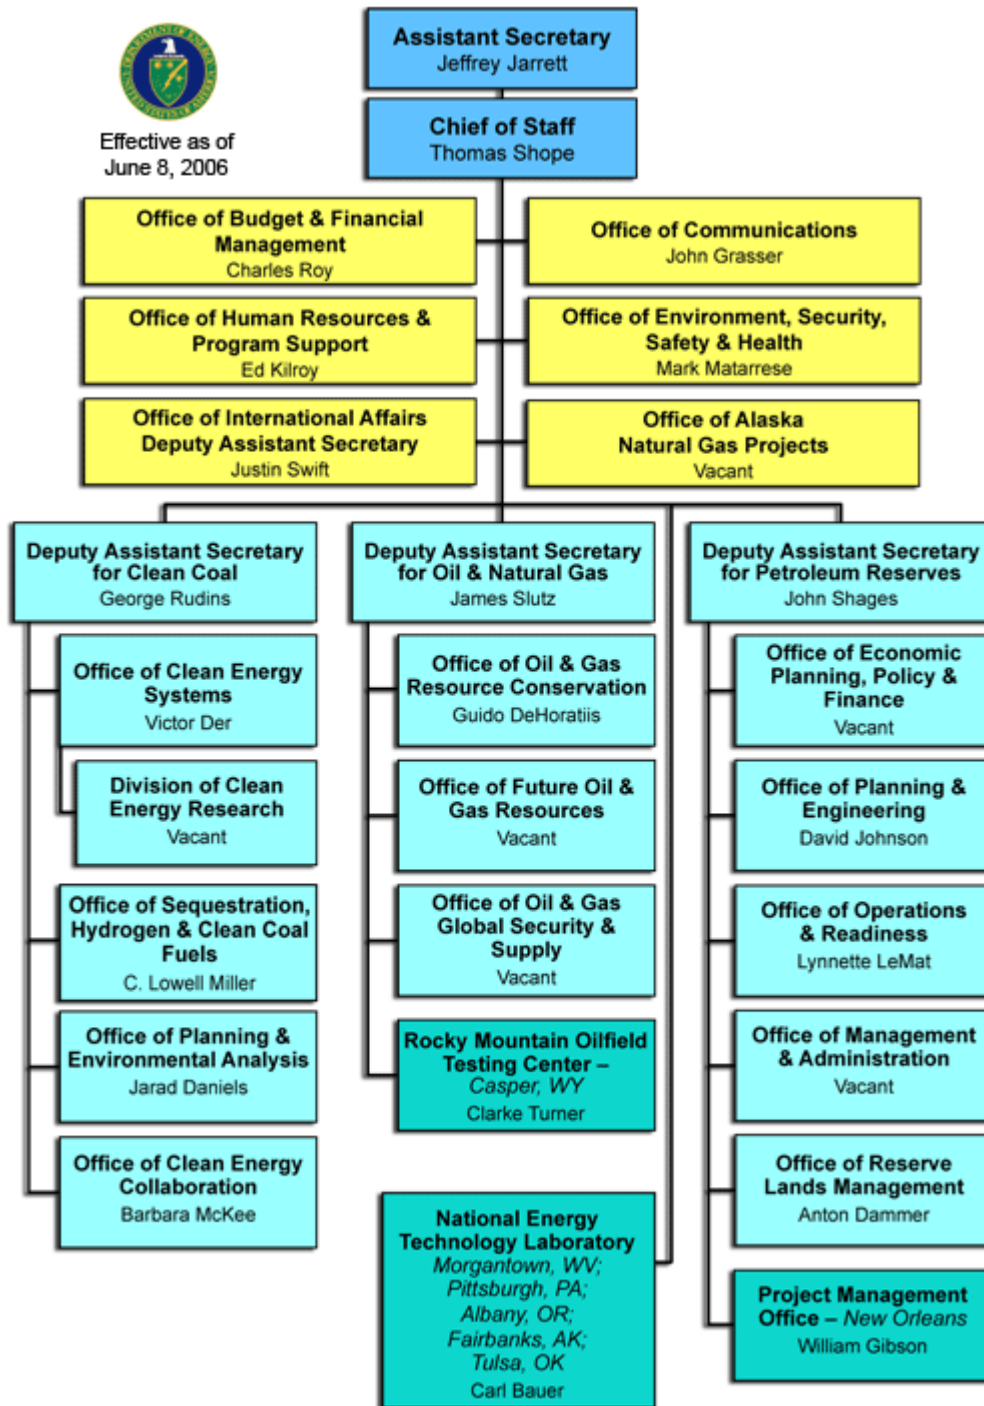 Assistant Secretary
Jeffrey Jarrett
Chief of Staff
Thomas Shope
Effective as of
June 8, 2006
Office of Budget & Financial
Management
Charles Roy
Office of Communications
John Grasser
Office of Human Resources &
Program Support
Ed Kilroy
Office of Environment, Security,
Safety & Health
Mark Matarrese
Office of International Affairs
Deputy Assistant Secretary
Justin Swift
Office of Alaska
Natural Gas Projects
Vacant
Deputy Assistant Secretary
for Clean Coal
George Rudins
Office of Clean Energy
Systems
Victor Der
Division of Clean
Energy Research
Vacant
Office of Sequestration,
Hydrogen & Clean Coal
Fuels
C. Lowell Miller
Office of Planning &
Environmental Analysis
Jarad Daniels
Office of Clean Energy
Collaboration
Barbara McKee
Deputy Assistant Secretary
for Oil & Natural Gas
James Slutz
Office of Oil & Gas
Resource Conservation
Guido DeHoratiis
Office of Future Oil &
Gas Resources
Vacant
Office of Oil & Gas
Global Security &
Supply
Vacant
Rocky Mountain Oilfield
Testing Center –
Casper, WY
Clarke Turner
National Energy
Technology Laboratory
Morgantown, WV;
Pittsburgh, PA;
Albany, OR;
Fairbanks, AK;
Tulsa, OK
Carl Bauer
Deputy Assistant Secretary
for Petroleum Reserves
John Shages
Office of Economic
Planning, Policy &
Finance
Vacant
Office of Planning &
Engineering
David Johnson
Office of Operations
& Readiness
Lynnette LeMat
Office of Management
& Administration
Vacant
Office of Reserve
Lands Management
Anton Dammer
Project Management
Office – New Orleans
William Gibson